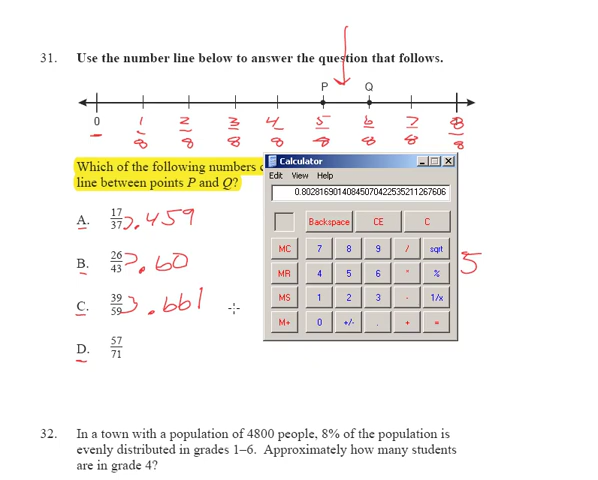 31. Use the number line below to answer the question that follows.
P Q
0 1/8 2/8 3/8 4/8 5/8 6/8 7/8 8/8
Which of the following numbers
line between points P and Q?
A. 17/37 .459
B. 26/43 .60
C. 39/59 .661
D. 57/71
Calculator
Edit View Help
0.80281690140845070422535211267606
Backspace CE C
MC 7 8 9 / sqrt
MR 4 5 6 * %
MS 1 2 3 - 1/x
M+ 0 +/- . + =
5
32. In a town with a population of 4800 people, 8% of the population is
evenly distributed in grades 1–6. Approximately how many students
are in grade 4?